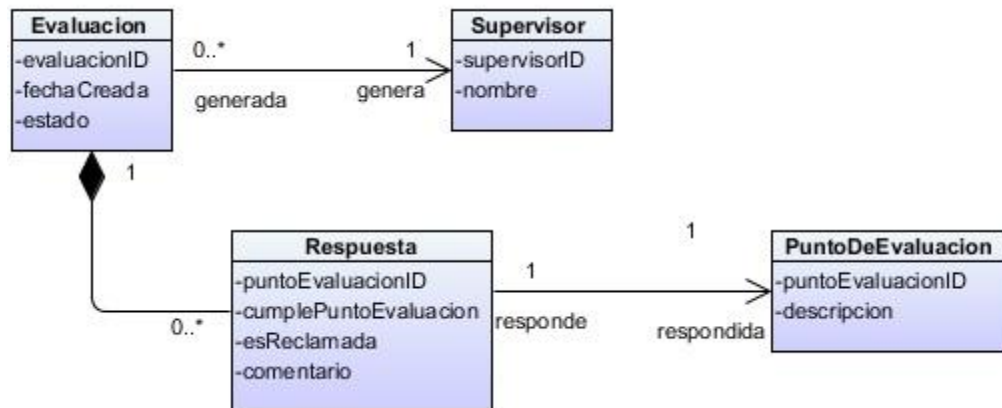 Evaluacion
-evaluacionID
-fechaCreada
-estado
0..*
1
generada
genera
Supervisor
-supervisorID
-nombre
1
0..*
Respuesta
-puntoEvaluacionID
-cumplePuntoEvaluacion
-esReclamada
-comentario
1
1
responde
respondida
PuntoDeEvaluacion
-puntoEvaluacionID
-descripcion